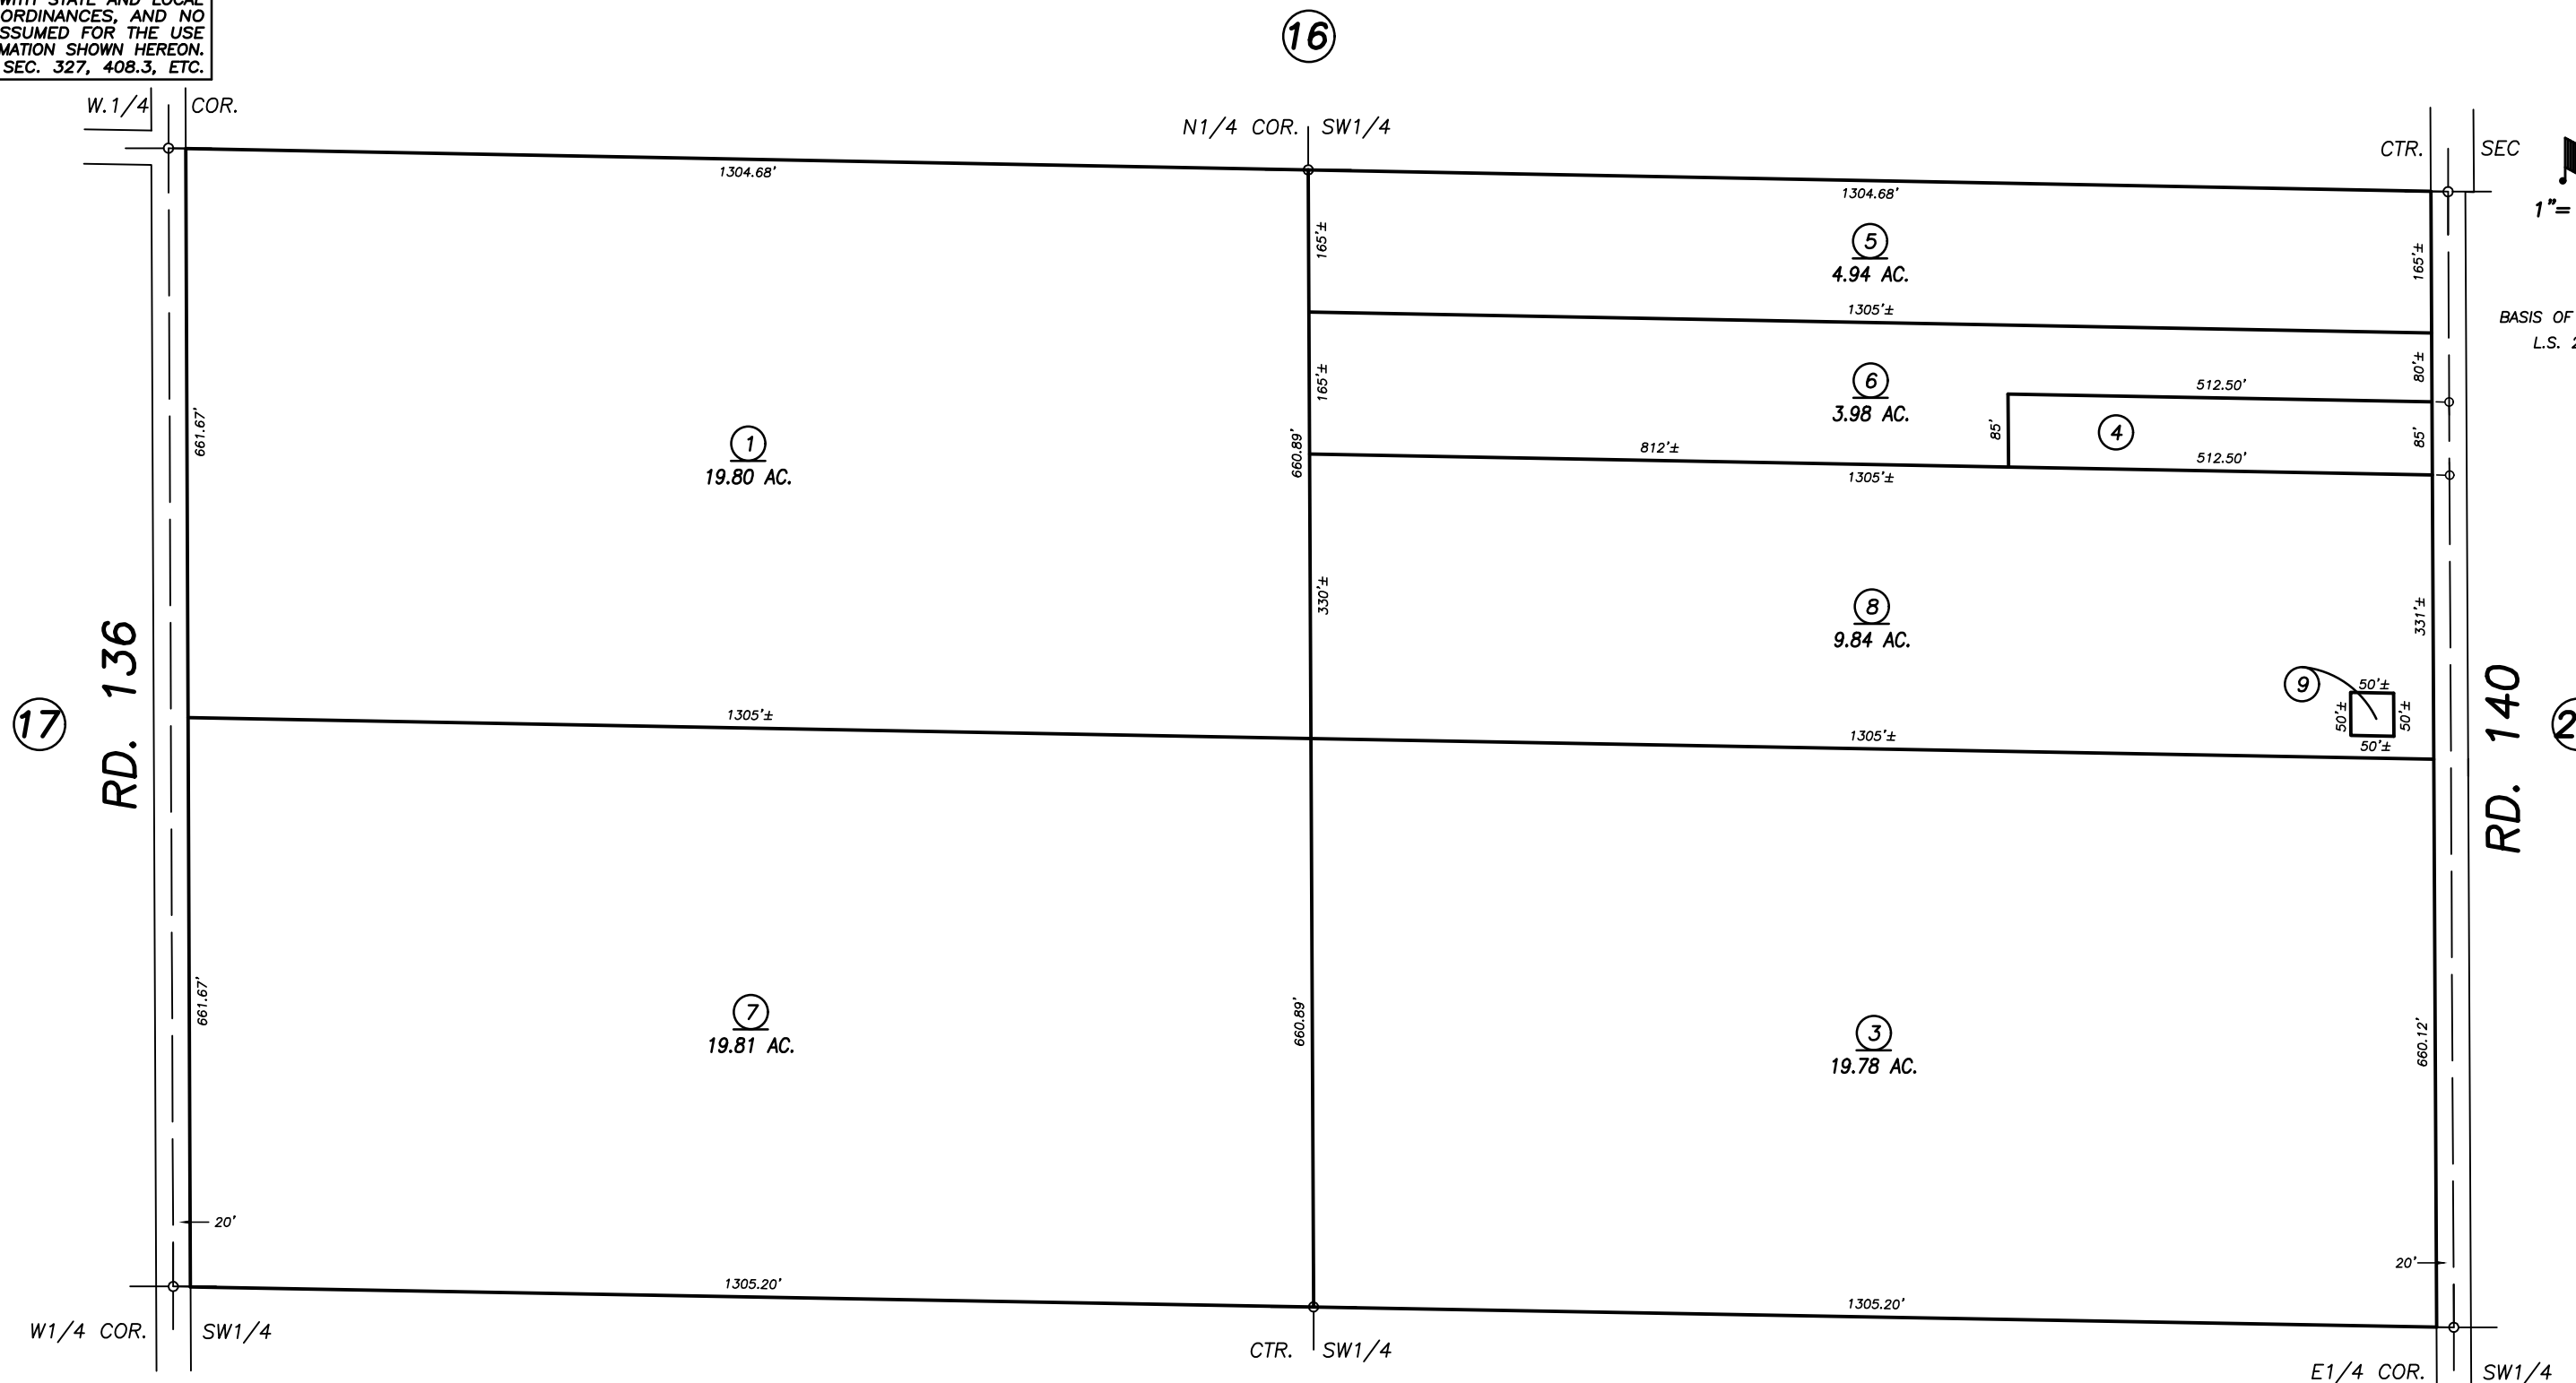 WITH STATE AND LOCAL
ORDINANCES, AND NO
SSUMED FOR THE USE
MATION SHOWN HEREON.
SEC. 327, 408.3, ETC.
16
W.1/4 COR.
N1/4 COR. SW1/4
CTR. SEC
1"=
1304.68'
1304.68'
165'±
5
4.94 AC.
165'±
1305'±
BASIS OF
L.S.
661.67'
1
19.80 AC.
165'±
660.89'
6
3.98 AC.
80'±
512.50'
85'
4
85'
812'±
512.50'
1305'±
330'±
8
9.84 AC.
331'±
9
50'±
50'±
50'±
50'±
17
RD. 136
RD. 140
1305'±
1305'±
661.67'
7
19.81 AC.
660.89'
3
19.78 AC.
660.12'
20'
20'
1305.20'
1305.20'
W1/4 COR. SW1/4
CTR. SW1/4
E1/4 COR. SW1/4